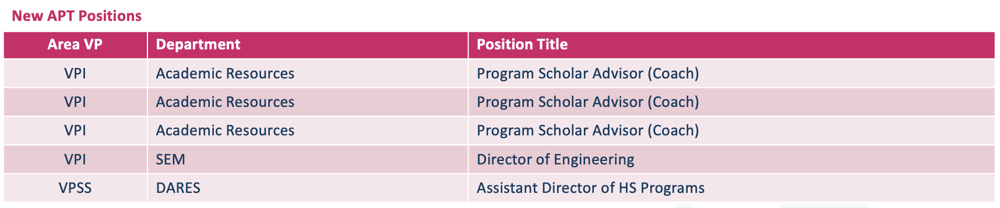 New APT Positions
Area VP Department Position Title
VPI Academic Resources Program Scholar Advisor (Coach)
VPI Academic Resources Program Scholar Advisor (Coach)
VPI Academic Resources Program Scholar Advisor (Coach)
VPI SEM Director of Engineering
VPSS DARES Assistant Director of HS Programs